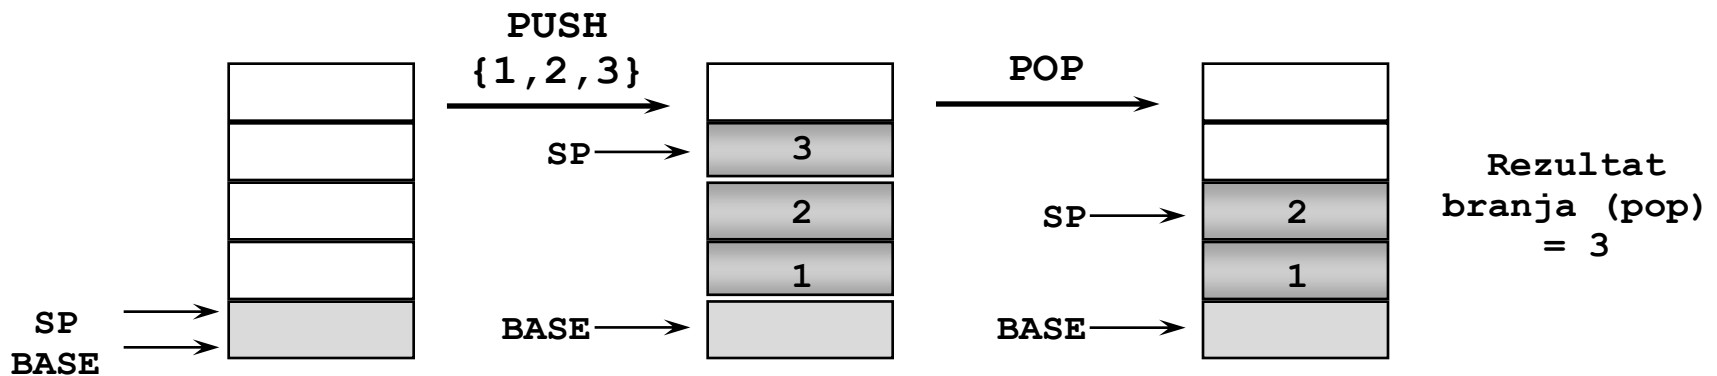 PUSH
{1,2,3}
POP
SP
BASE
SP
3
2
1
BASE
SP
2
1
BASE
Rezultat
branja (pop)
= 3